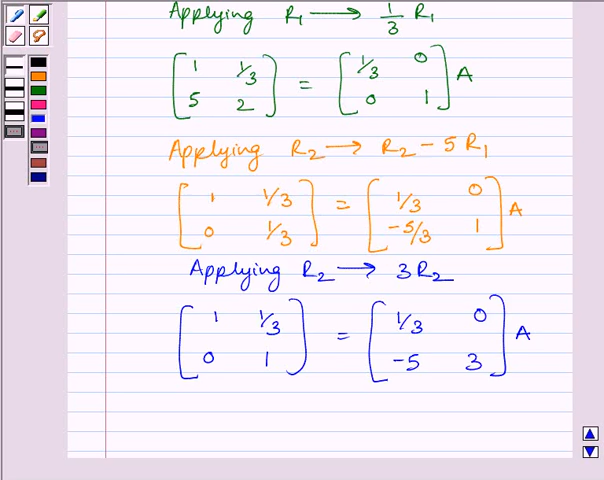 Applying R₁ → 1/3 R₁
[1 1/3] = [1/3 0] A
[5 2] [0 1]
Applying R₂ → R₂ - 5 R₁
[1 1/3] = [1/3 0] A
[0 1/3] [-5/3 1]
Applying R₂ → 3R₂
[1 1/3] = [1/3 0] A
[0 1] [-5 3]